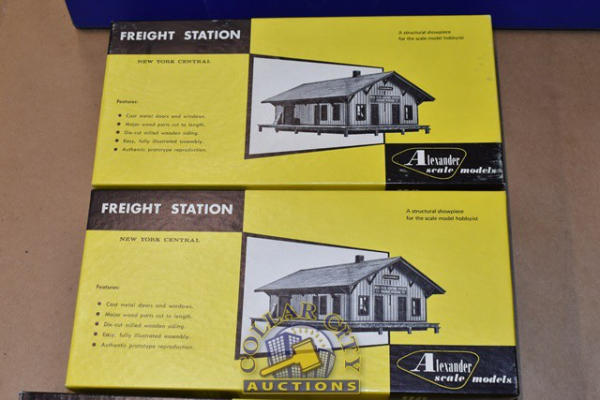 FREIGHT STATION
NEW YORK CENTRAL
A structural showpiece
for the scale model hobbyist
Features:
Cast metal doors and windows.
Major wood parts cut to length.
Die-cut milled wooden siding.
Easy, fully illustrated assembly.
Authentic prototype reproduction.
Alexander
scale models
FREIGHT STATION
NEW YORK CENTRAL
A structural showpiece
for the scale model hobbyist
Features:
Cast metal doors and windows.
Major wood parts cut to length.
Die-cut milled wooden siding.
Easy, fully illustrated assembly.
Authentic prototype reproduction.
Alexander
scale models
COLLAR CITY
AUCTIONS